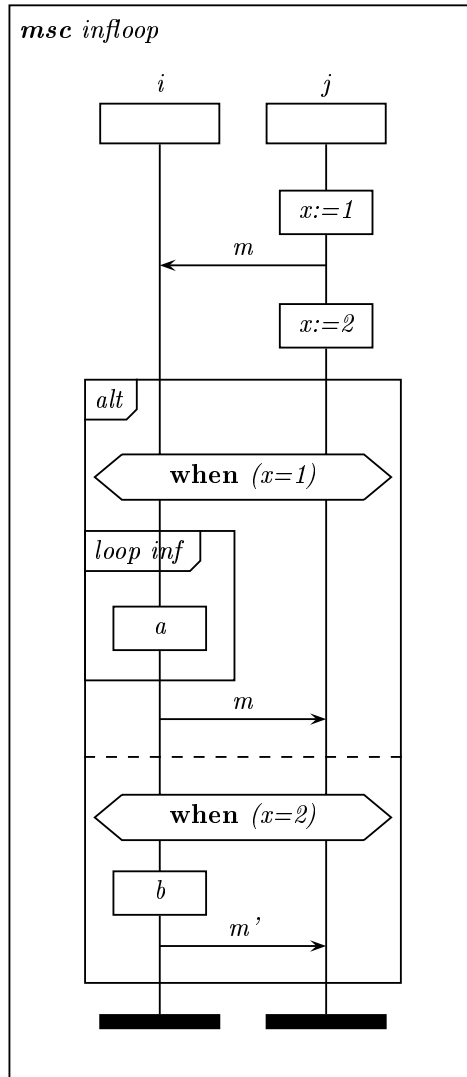 msc infloop
i j
x:=1
m
x:=2
alt
when (x=1)
loop inf
a
m
when (x=2)
b
m'